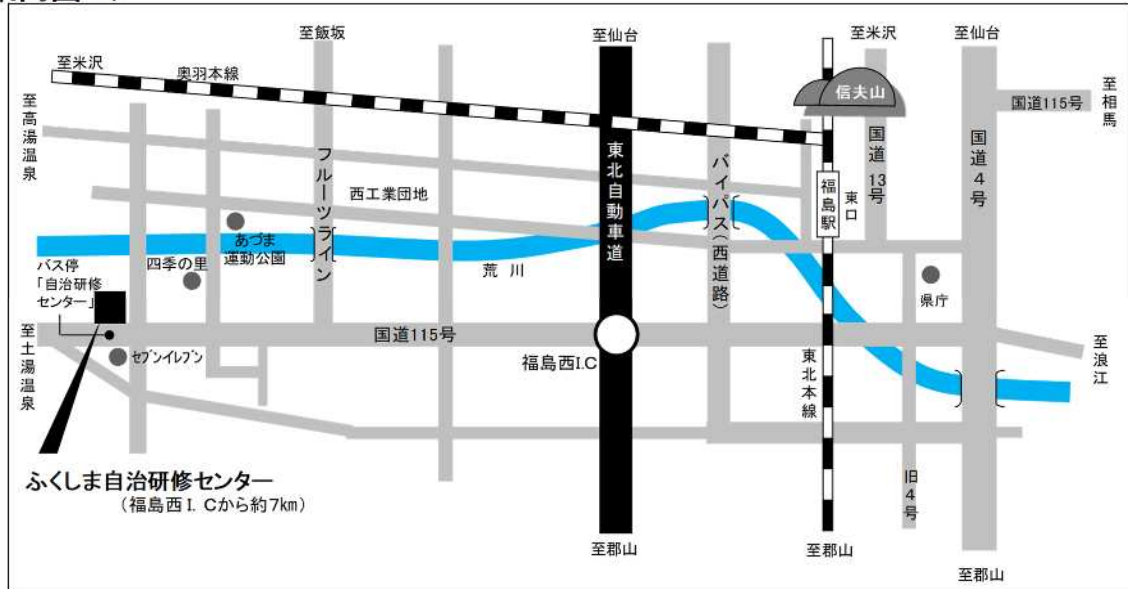 至飯坂
至仙台
至米沢
至仙台
至米沢
奥羽本線
信夫山
国道115号
至相馬
至高湯温泉
フルーツライン
西工業団地
東北自動車道
バイパス(西道路)
福島駅
東口
国道13号
国道4号
あづま
運動公園
四季の里
荒川
県庁
バス停
「自治研修
センター」
国道115号
至土湯温泉
セブンイレブン
福島西I.C
東北本線
至浪江
旧4号
ふくしま自治研修センター
(福島西I.Cから約7km)
至郡山
至郡山
至郡山